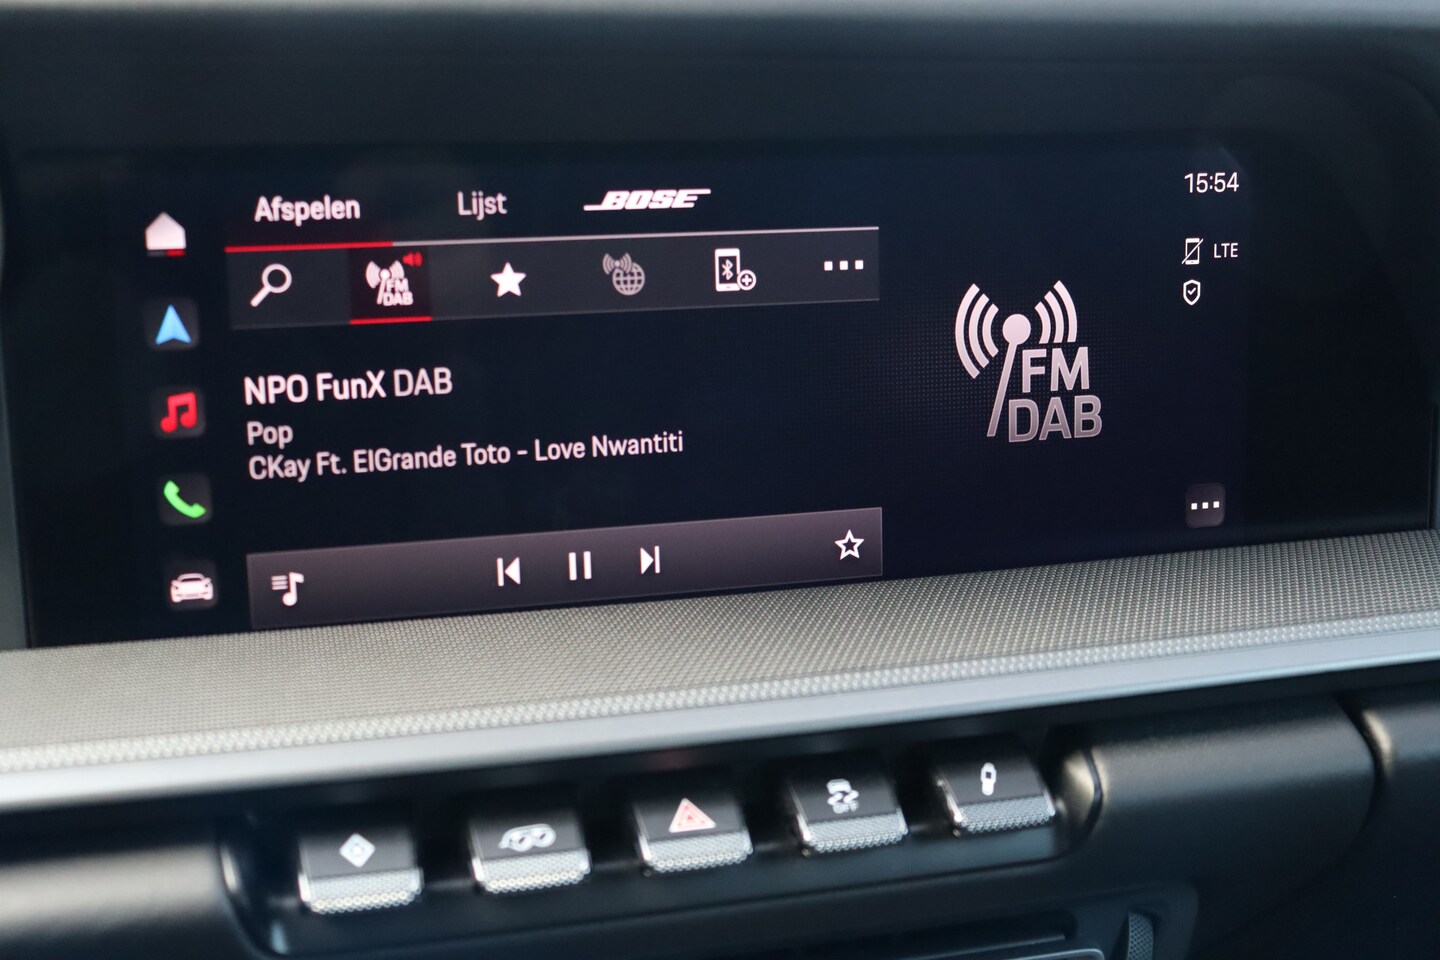 Afspelen
Lijst
BOSE
15:54
FM
DAB
LTE
FM
DAB
NPO FunX DAB
Pop
CKay Ft. ElGrande Toto - Love Nwantiti
OFF